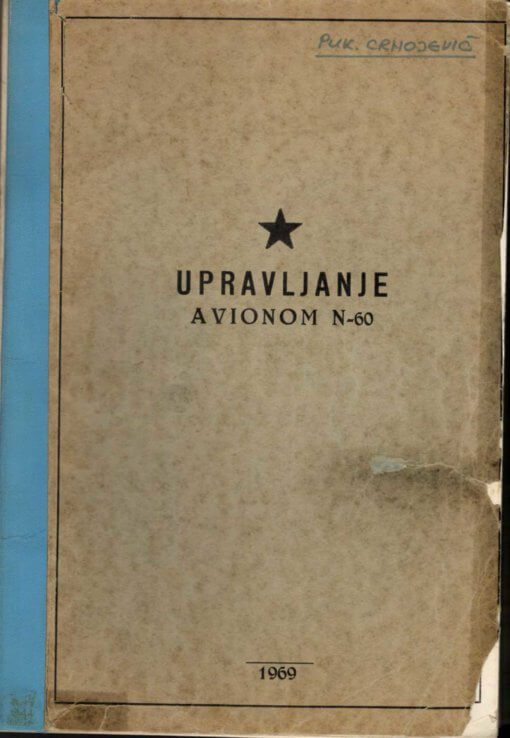 PUK. CRNOJEVIĆ
UPRAVLJANJE
AVIONOM N-60
1969